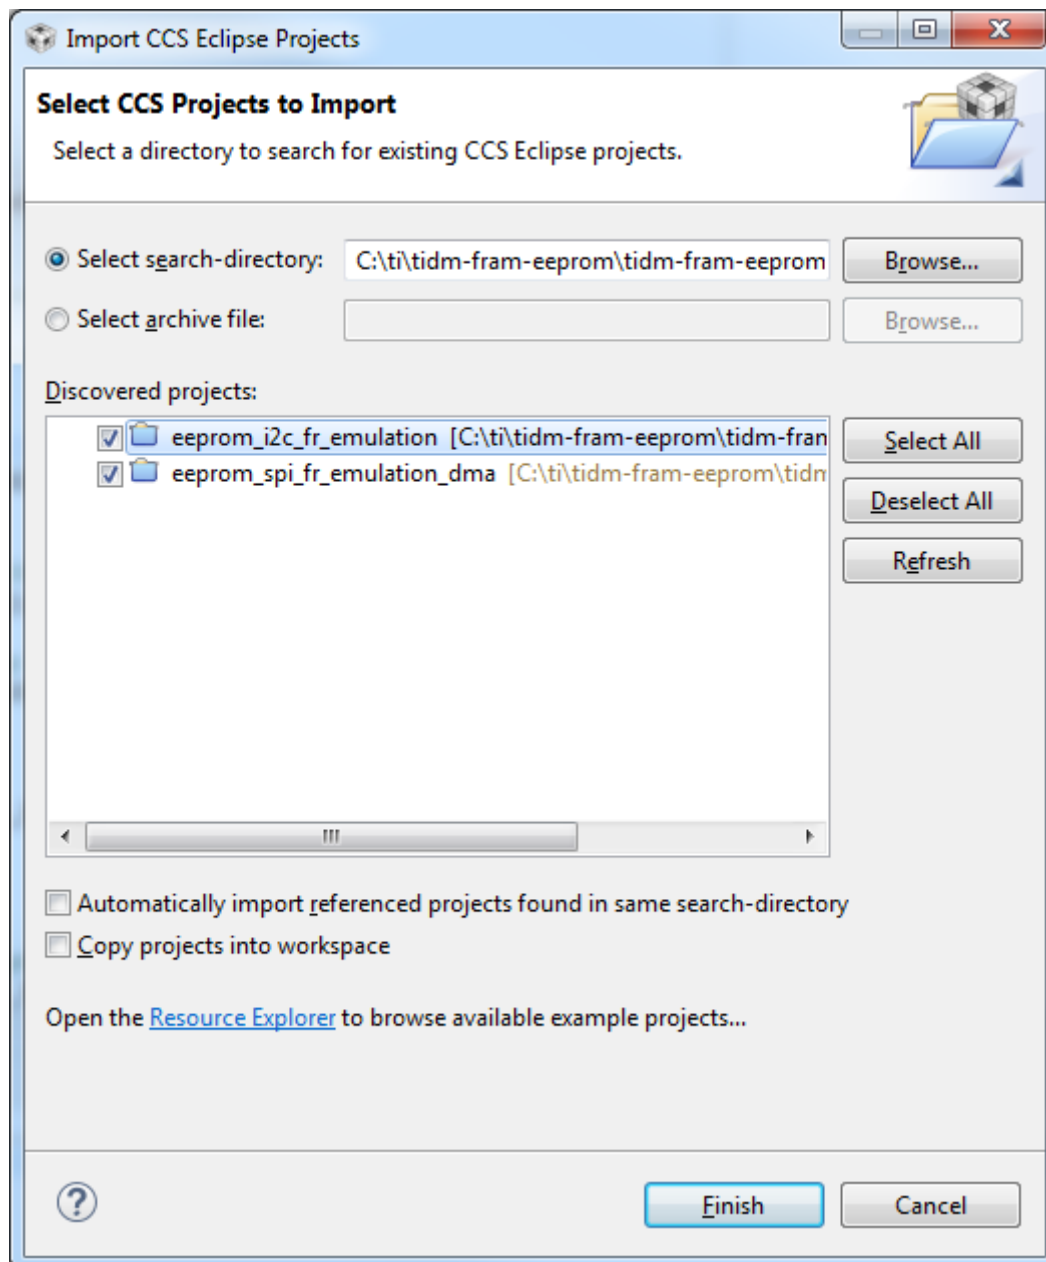 Import CCS Eclipse Projects
Select CCS Projects to Import
Select a directory to search for existing CCS Eclipse projects.
Select search-directory: C:\ti\tidm-fram-eeprom\tidm-fram-eeprom Browse...
Select archive file: Browse...
Discovered projects:
eeprom_i2c_fr_emulation [C:\ti\tidm-fram-eeprom\tidm-fran Select All
eeprom_spi_fr_emulation_dma [C:\ti\tidm-fram-eeprom\tidm
Deselect All
Refresh
Automatically import referenced projects found in same search-directory
Copy projects into workspace
Open the Resource Explorer to browse available example projects...
Finish Cancel